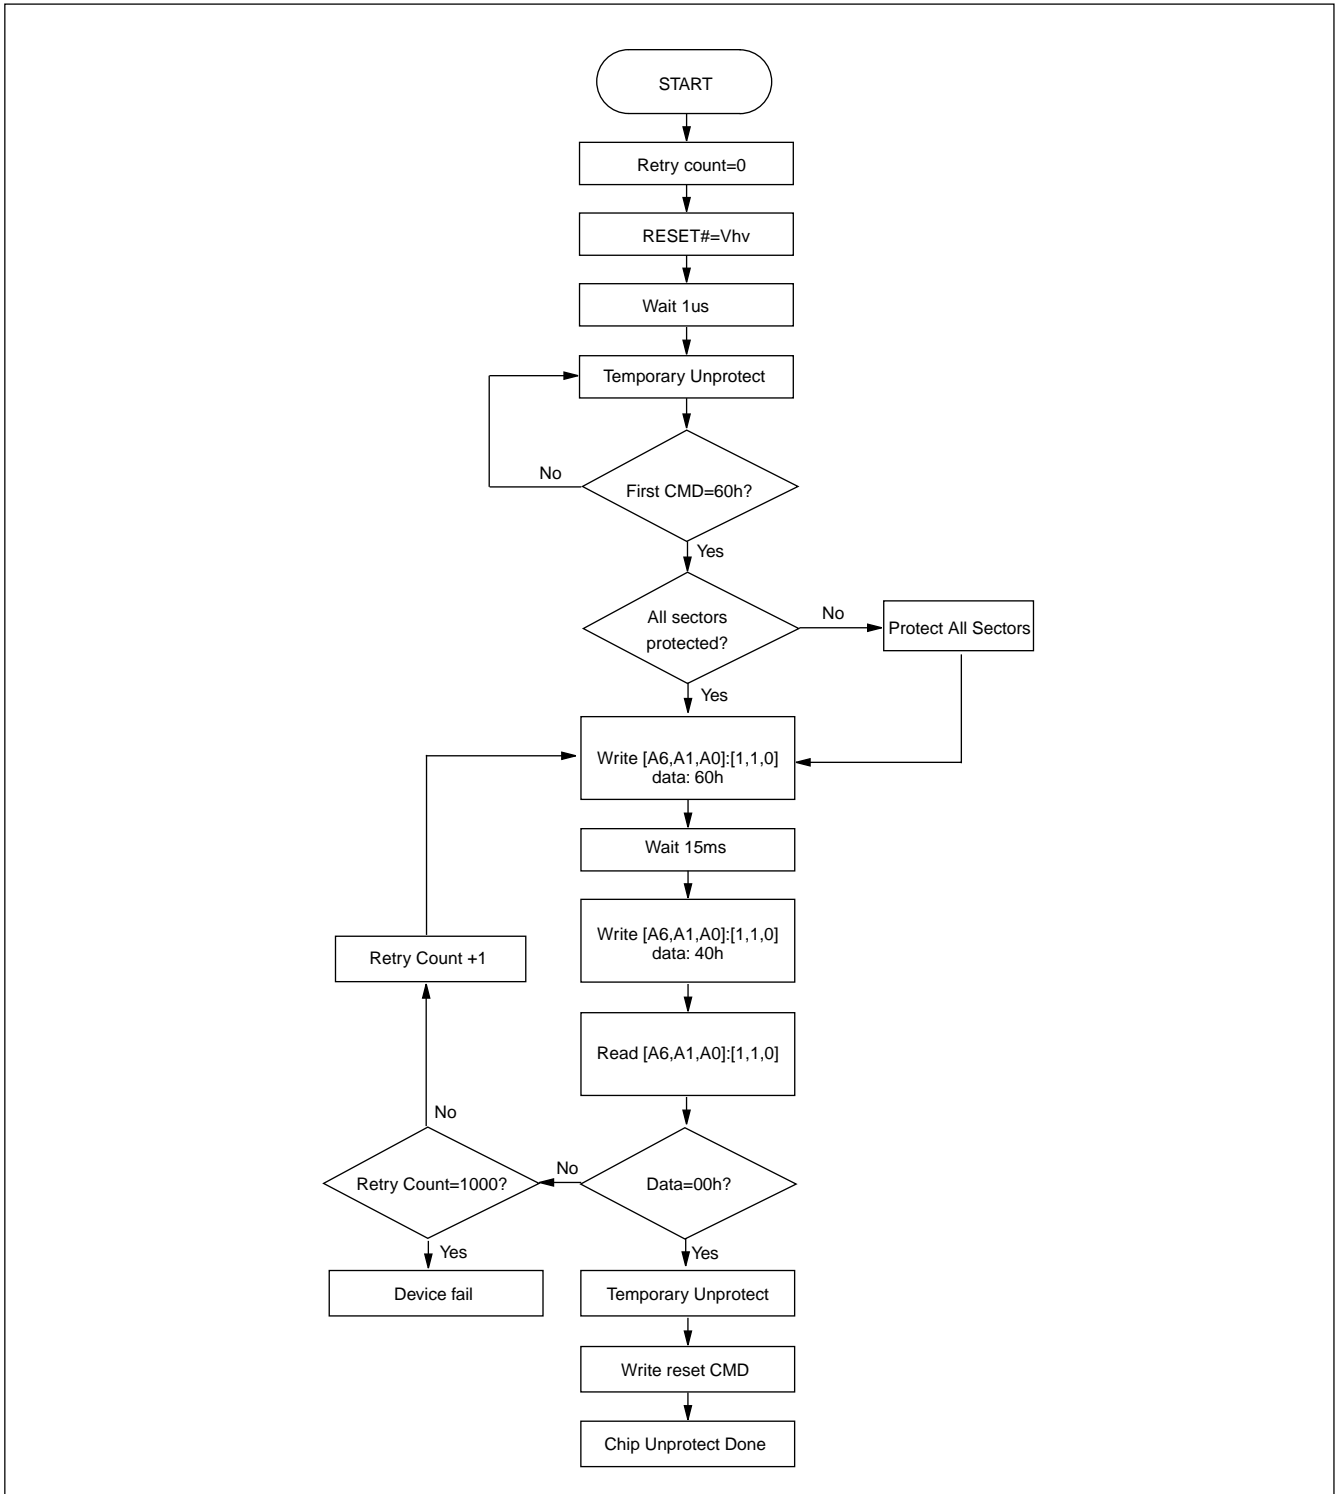 START
Retry count=0
RESET#=Vhv
Wait 1us
Temporary Unprotect
No
First CMD=60h?
Yes
All sectors
protected?
No
Protect All Sectors
Yes
Write [A6,A1,A0]:[1,1,0]
data: 60h
Wait 15ms
Write [A6,A1,A0]:[1,1,0]
data: 40h
Retry Count +1
Read [A6,A1,A0]:[1,1,0]
No
Retry Count=1000?
No
Data=00h?
Yes
Yes
Device fail
Temporary Unprotect
Write reset CMD
Chip Unprotect Done